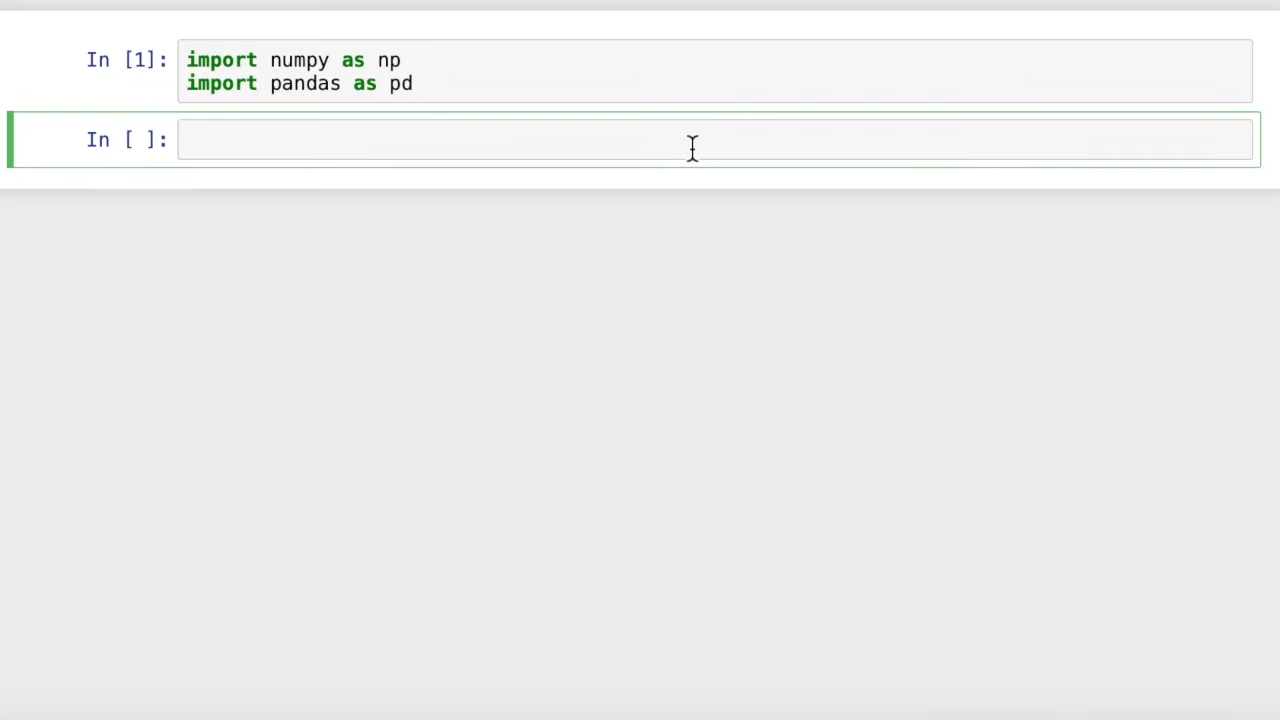 In [1]: import numpy as np
import pandas as pd
In [ ]: